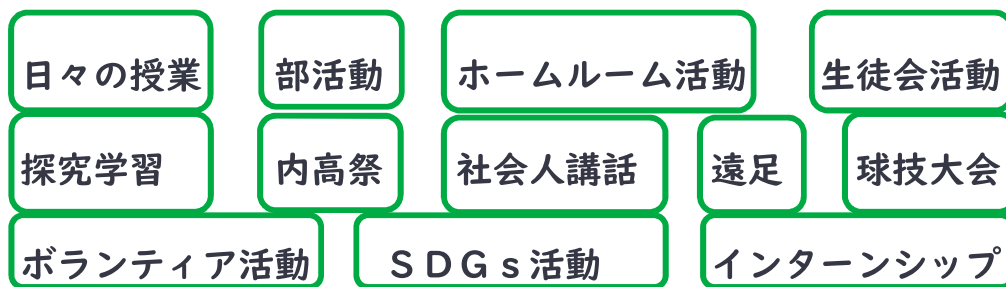 日々の授業 部活動 ホームルーム活動 生徒会活動
探究学習 内高祭 社会人講話 遠足 球技大会
ボランティア活動 ＳＤＧｓ活動 インターンシップ